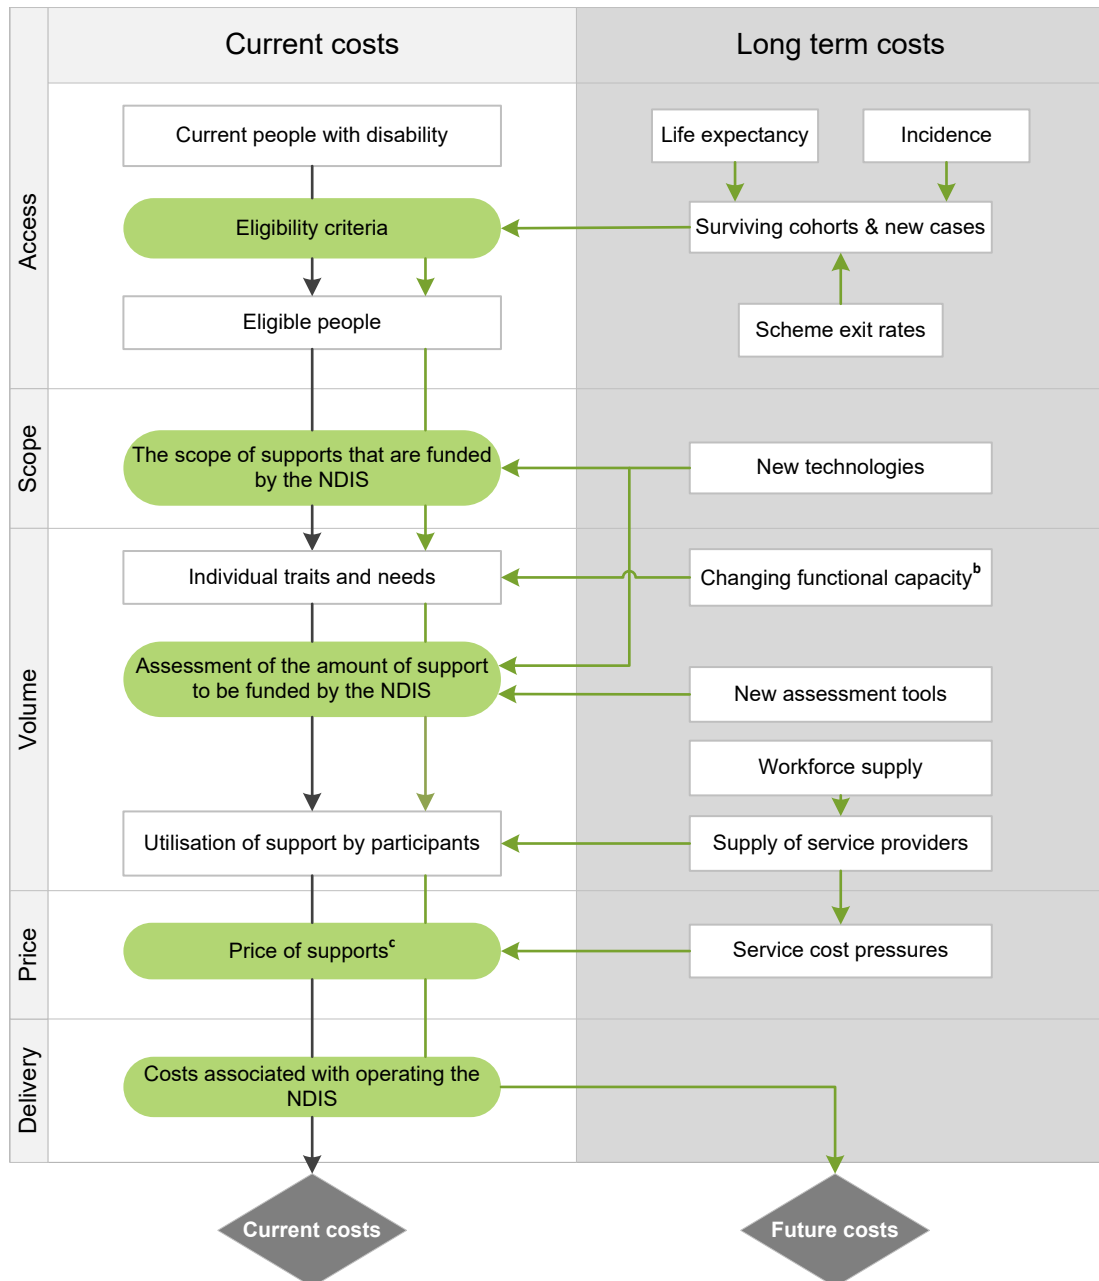 Current costs
Long term costs
Access
Current people with disability
Life expectancy
Incidence
Eligibility criteria
Surviving cohorts & new cases
Eligible people
Scheme exit rates
Scope
The scope of supports that are funded
by the NDIS
New technologies
Volume
Individual traits and needs
Changing functional capacityᵇ
Assessment of the amount of support
to be funded by the NDIS
New assessment tools
Workforce supply
Utilisation of support by participants
Supply of service providers
Price
Price of supportsᶜ
Service cost pressures
Delivery
Costs associated with operating the
NDIS
Current costs
Future costs